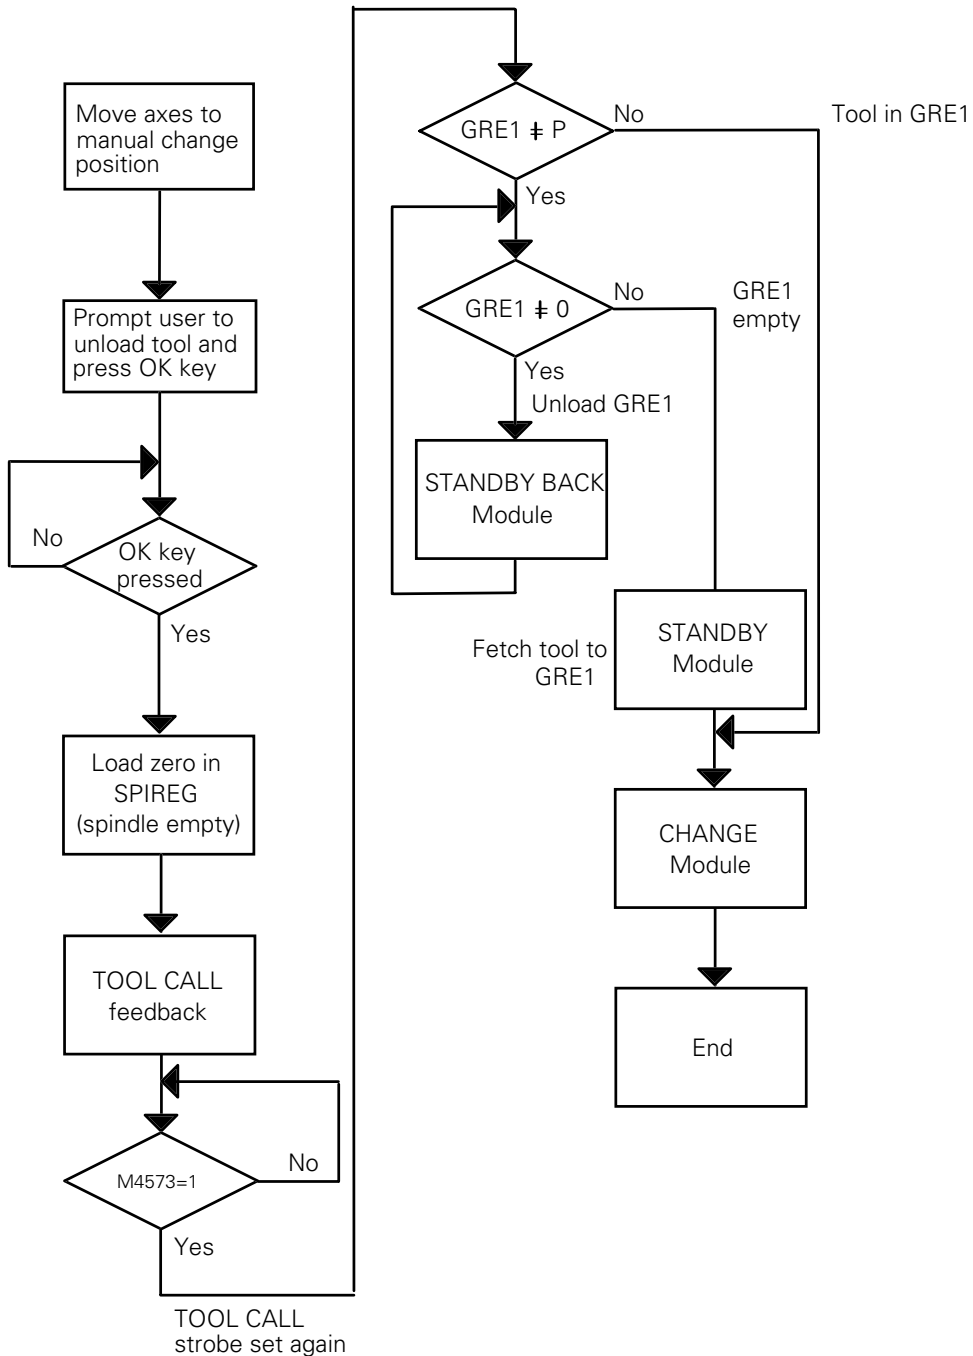 Move axes to
manual change
position
Prompt user to
unload tool and
press OK key
No
OK key
pressed
Yes
Load zero in
SPIREG
(spindle empty)
TOOL CALL
feedback
M4573=1
No
Yes
TOOL CALL
strobe set again
GRE1 ǂ P
No
Tool in GRE1
Yes
GRE1 ǂ 0
No
GRE1
empty
Yes
Unload GRE1
STANDBY BACK
Module
Fetch tool to
GRE1
STANDBY
Module
CHANGE
Module
End